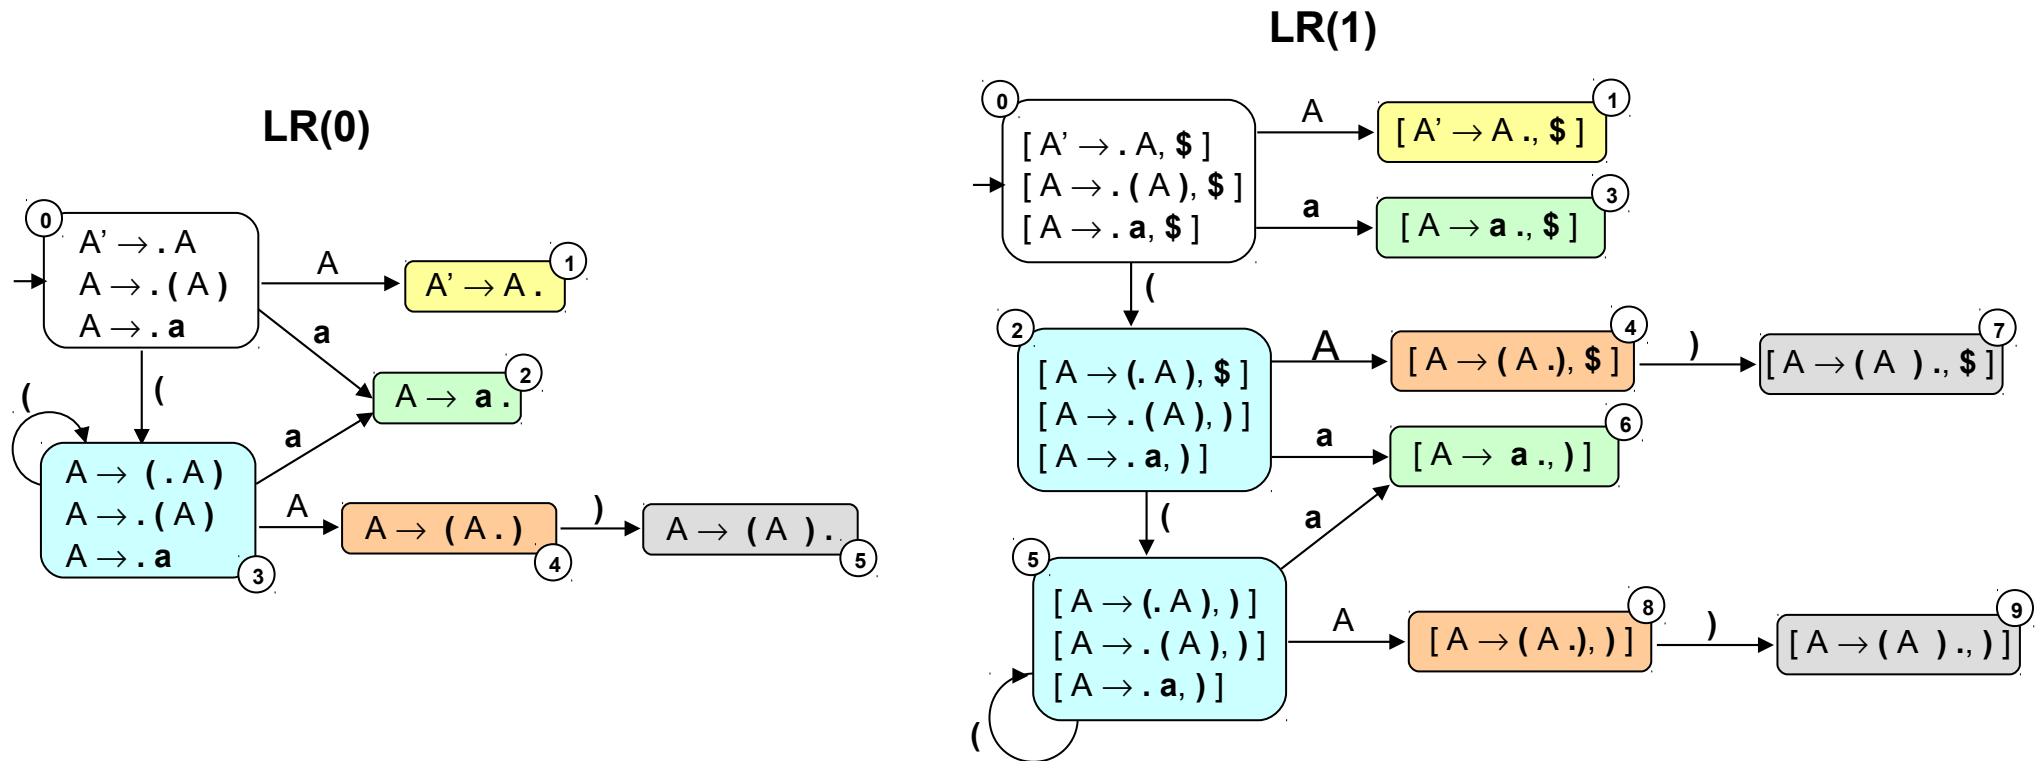 LR(0)
0
A’ → . A
A → . ( A )
A → . a
A
1
A’ → A .
a
2
A → a .
(
(
a
A → ( . A )
A → . ( A )
A → . a
3
A
A → ( A . )
4
)
A → ( A ) .
5
LR(1)
0
[ A’ → . A, $ ]
[ A → . ( A ), $ ]
[ A → . a, $ ]
A
1
[ A’ → A ., $ ]
a
3
[ A → a ., $ ]
(
2
[ A → (. A ), $ ]
[ A → . ( A ), ) ]
[ A → . a, ) ]
A
4
[ A → ( A .), $ ]
)
7
[ A → ( A ) ., $ ]
a
6
[ A → a ., ) ]
(
a
5
[ A → (. A ), ) ]
[ A → . ( A ), ) ]
[ A → . a, ) ]
(
A
8
[ A → ( A .), ) ]
)
9
[ A → ( A ) ., ) ]